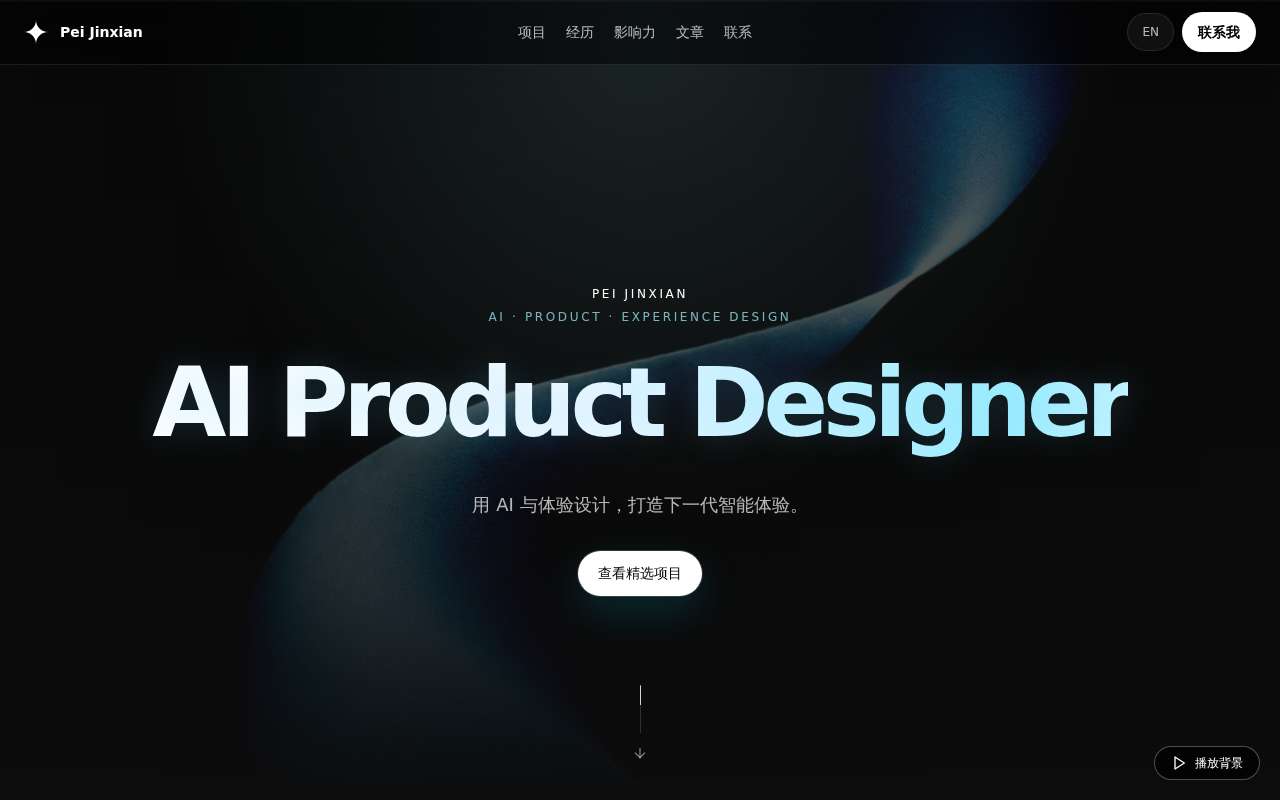 Pei Jinxian
项目 经历 影响力 文章 联系
EN
联系我
PEI JINXIAN
AI · PRODUCT · EXPERIENCE DESIGN
AI Product Designer
用 AI 与体验设计，打造下一代智能体验。
查看精选项目
播放背景